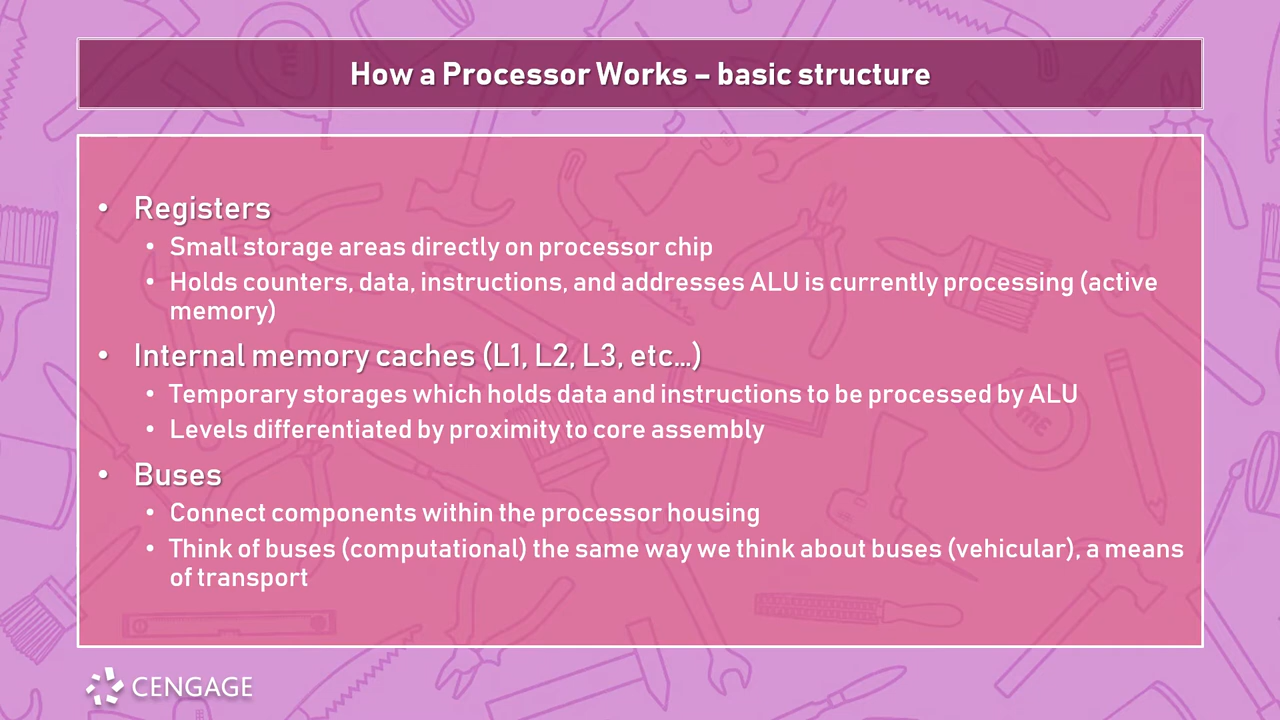 How a Processor Works – basic structure
• Registers
• Small storage areas directly on processor chip
• Holds counters, data, instructions, and addresses ALU is currently processing (active
memory)
• Internal memory caches (L1, L2, L3, etc…)
• Temporary storages which holds data and instructions to be processed by ALU
• Levels differentiated by proximity to core assembly
• Buses
• Connect components within the processor housing
• Think of buses (computational) the same way we think about buses (vehicular), a means
of transport
CENGAGE